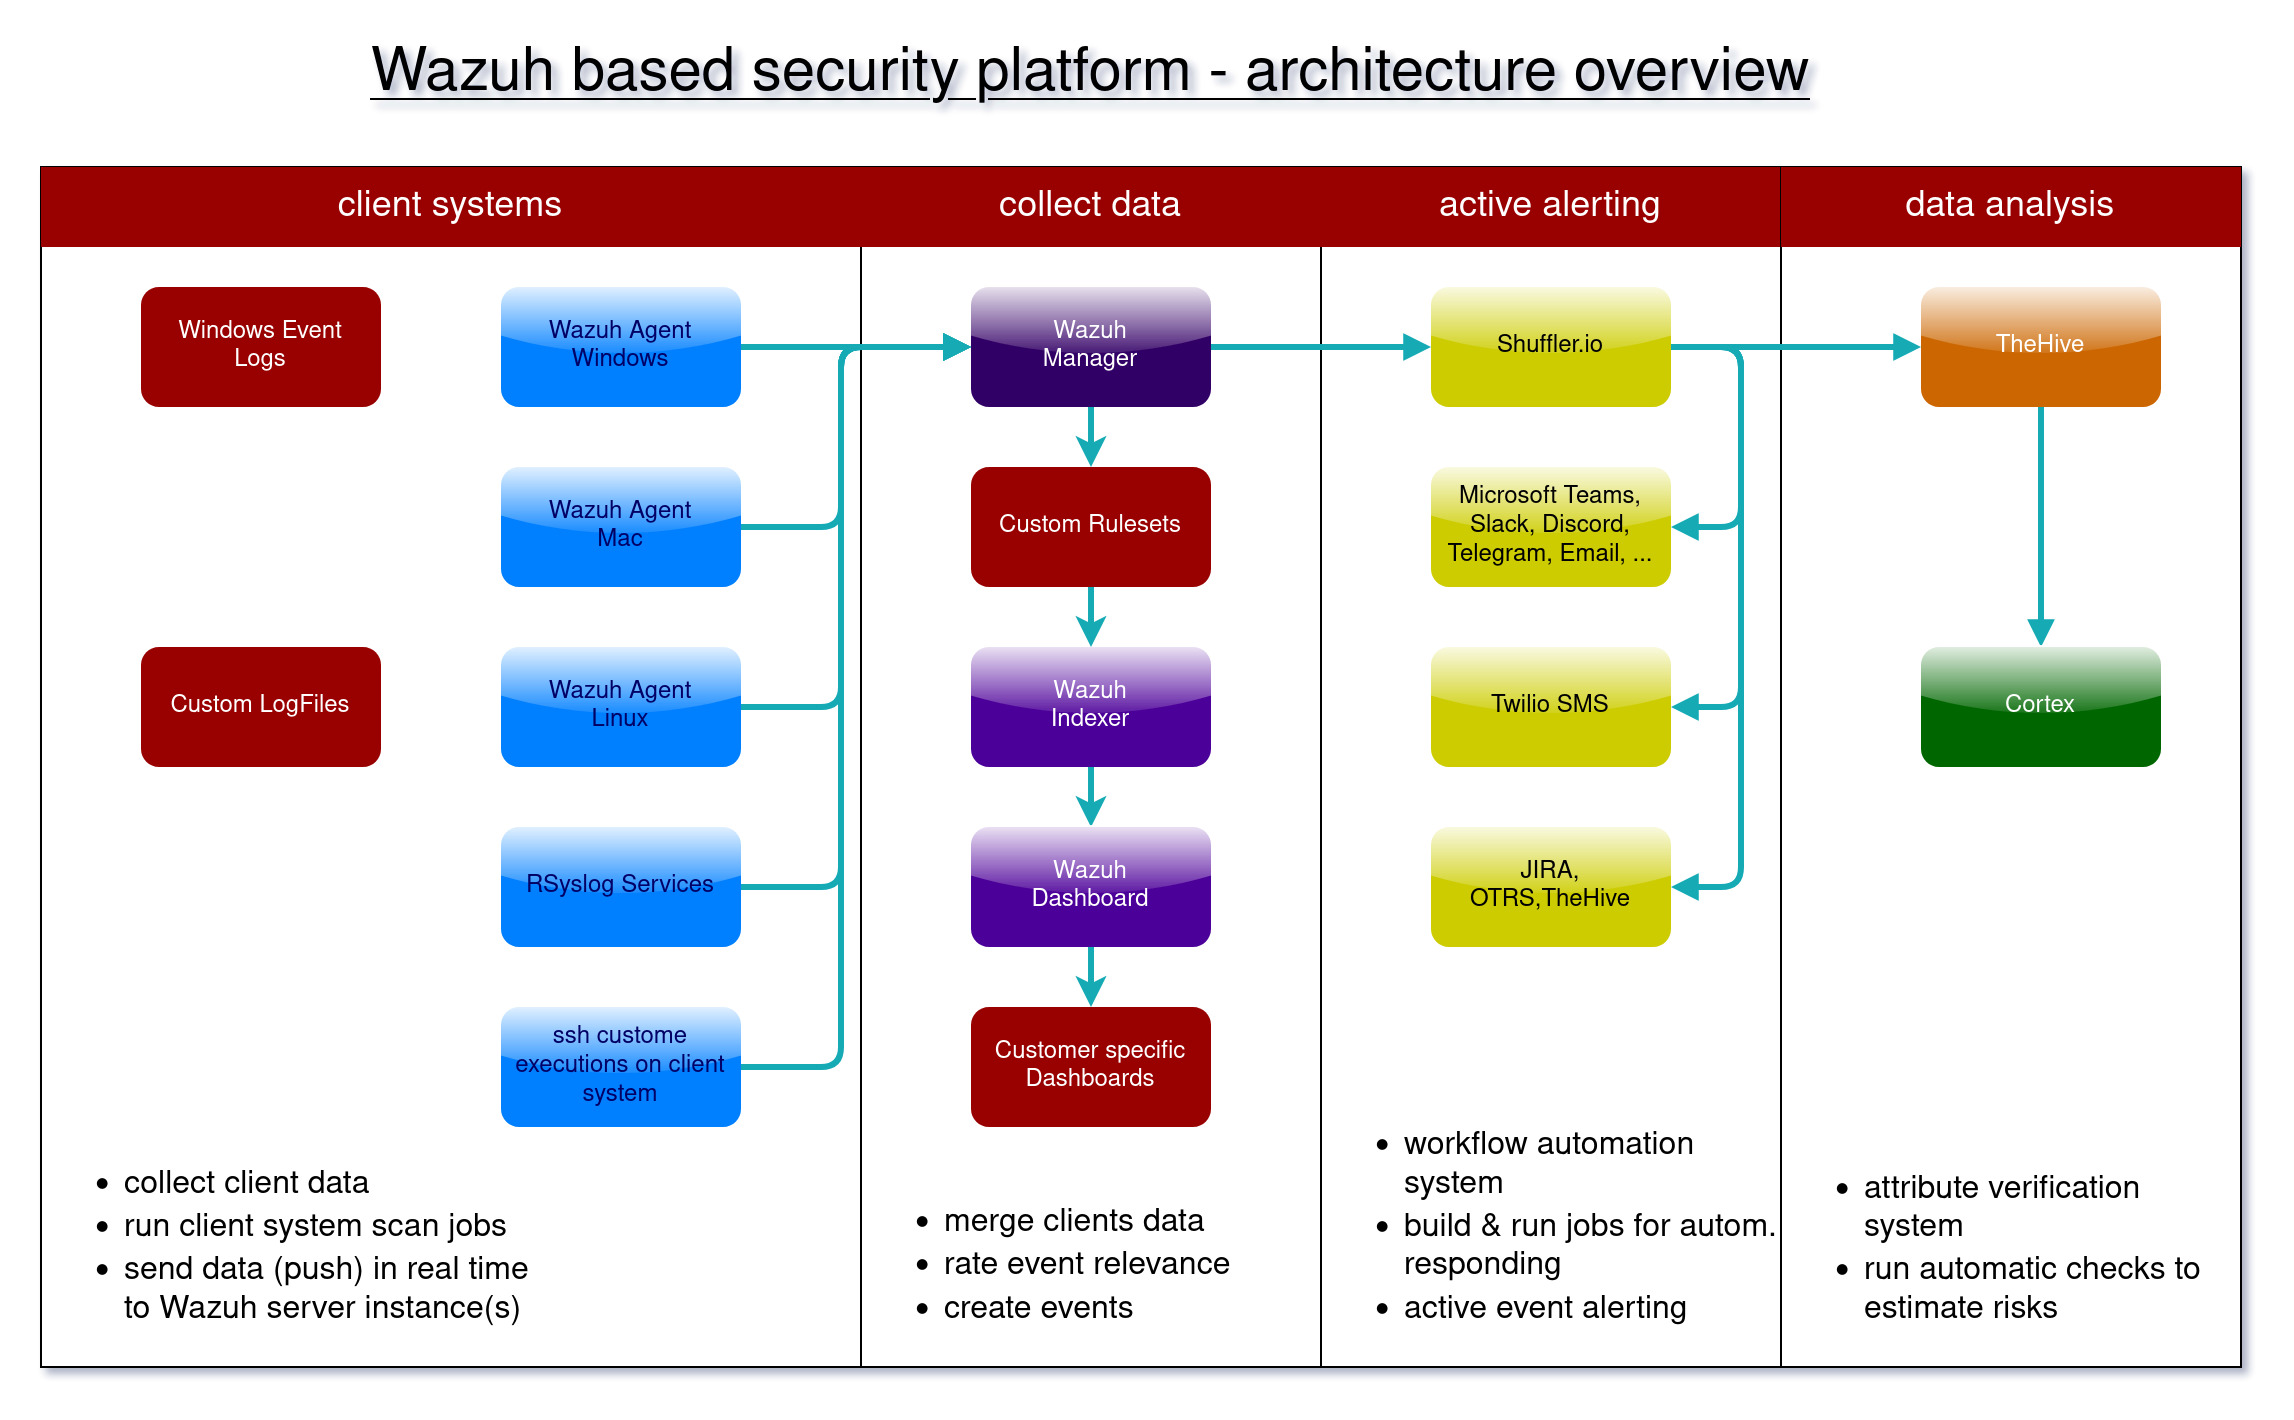 Wazuh based security platform - architecture overview
client systems
collect data
active alerting
data analysis
Windows Event
Logs
Custom LogFiles
Wazuh Agent
Windows
Wazuh Agent
Mac
Wazuh Agent
Linux
RSyslog Services
ssh custome
executions on client
system
collect client data
run client system scan jobs
send data (push) in real time
to Wazuh server instance(s)
Wazuh
Manager
Custom Rulesets
Wazuh
Indexer
Wazuh
Dashboard
Customer specific
Dashboards
merge clients data
rate event relevance
create events
Shuffler.io
Microsoft Teams,
Slack, Discord,
Telegram, Email, ...
Twilio SMS
JIRA,
OTRS,TheHive
workflow automation
system
build & run jobs for autom.
responding
active event alerting
TheHive
Cortex
attribute verification
system
run automatic checks to
estimate risks